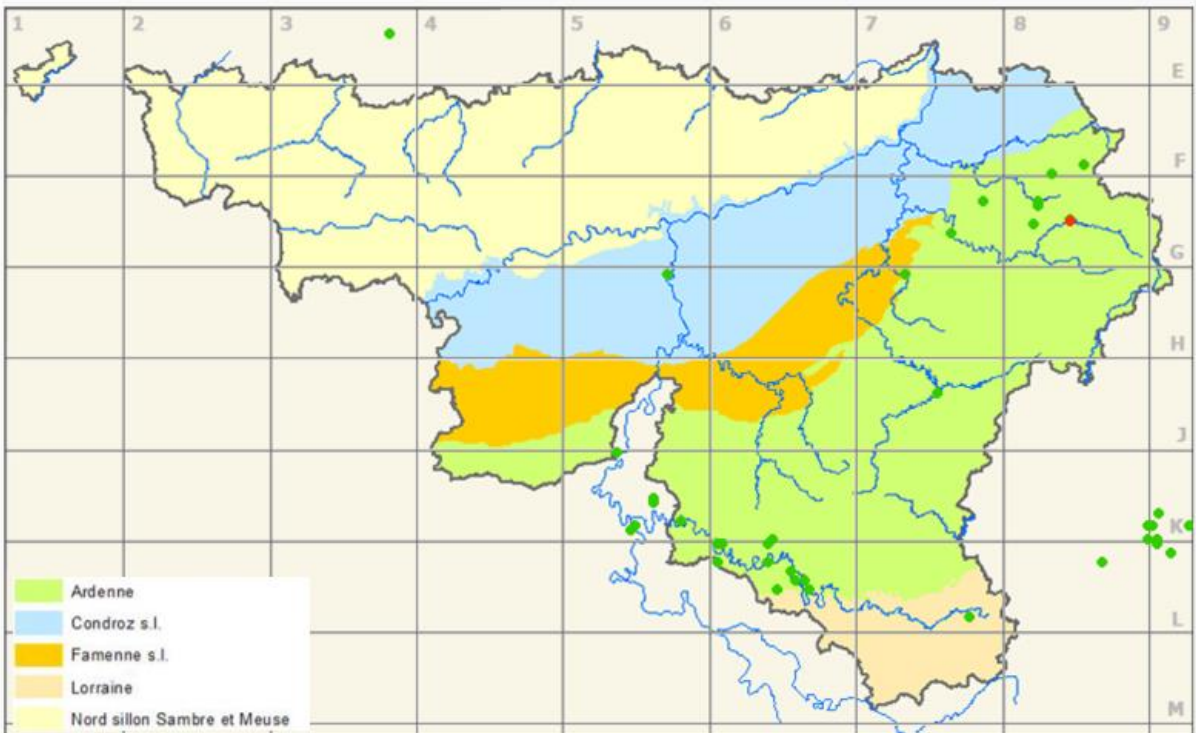 1 2 3 4 5 6 7 8 9
E
F
G
H
J
K
L
M
Ardenne
Condroz s.l.
Famenne s.l.
Lorraine
Nord sillon Sambre et Meuse